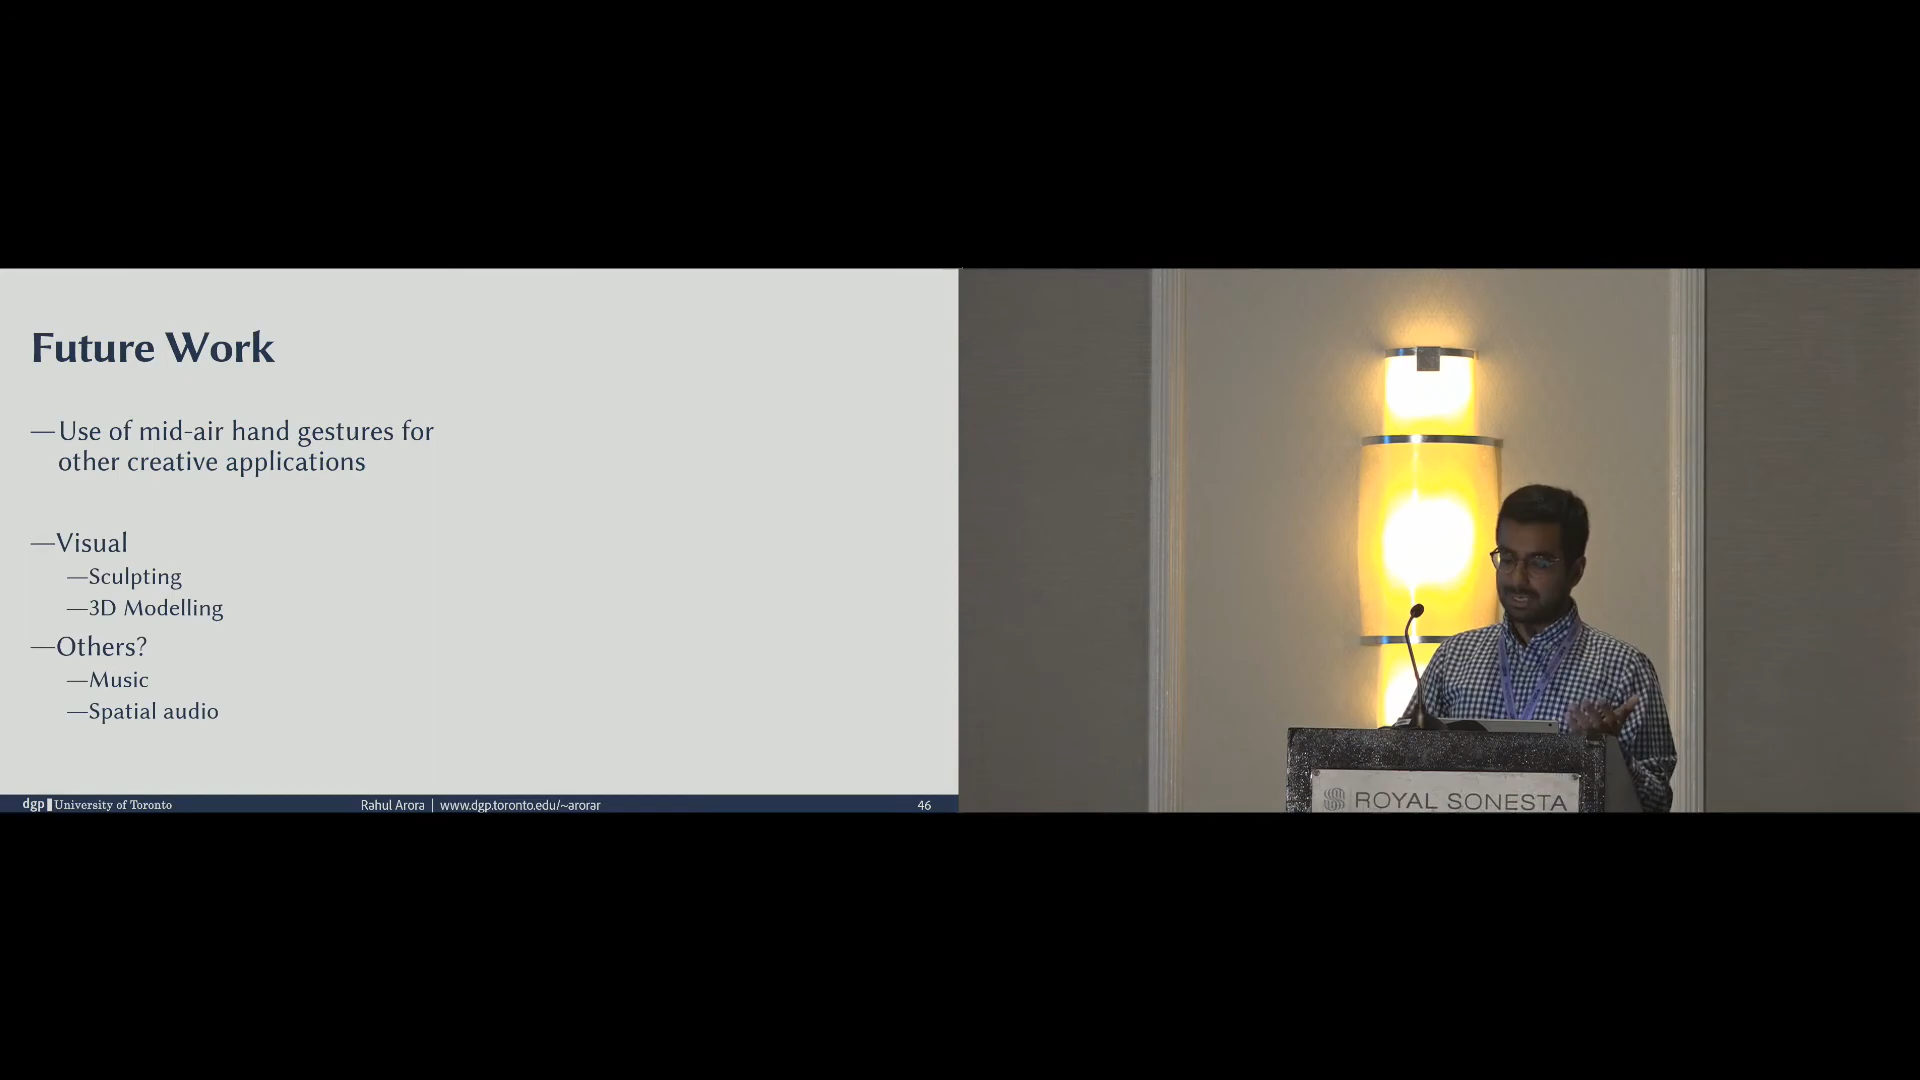 Future Work
—Use of mid-air hand gestures for
other creative applications
—Visual
—Sculpting
—3D Modelling
—Others?
—Music
—Spatial audio
dgp University of Toronto
Rahul Arora | www.dgp.toronto.edu/~arorar
46
ROYAL SONESTA